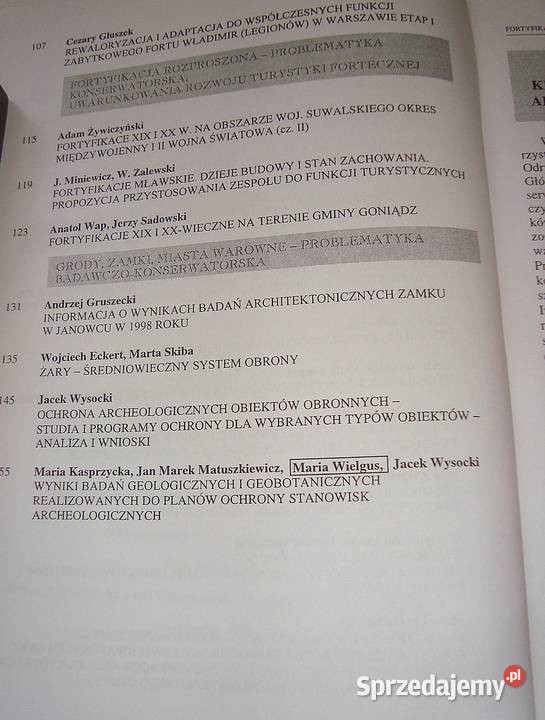 107 Cezary Głuszek
REWALORYZACJA I ADAPTACJA DO WSPÓŁCZESNYCH FUNKCJI
ZABYTKOWEGO FORTU WŁADIMIR (LEGIONÓW) W WARSZAWIE ETAP I
FORTYFIKACJA ROZPROSZONA – PROBLEMATYKA
KONSERWATORSKA,
UWARUNKOWANIA ROZWOJU TURYSTYKI FORTECZNEJ
115 Adam Żywiczyński
FORTYFIKACE XIX I XX W. NA OBSZARZE WOJ. SUWALSKIEGO OKRES
MIĘDZYWOJENNY I II WOJNA ŚWIATOWA (cz. II)
119 J. Miniewicz, W. Zalewski
FORTYFIKACJE MŁAWSKIE. DZIEJE BUDOWY I STAN ZACHOWANIA.
PROPOZYCJA PRZYSTOSOWANIA ZESPOŁU DO FUNKCJI TURYSTYCZNYCH
123 Anatol Wap, Jerzy Sadowski
FORTYFIKACJE XIX I XX-WIECZNE NA TERENIE GMINY GONIĄDZ
GRODY, ZAMKI, MIASTA WAROWNE – PROBLEMATYKA
BADAWCZO-KONSERWATORSKA
131 Andrzej Gruszecki
INFORMACJA O WYNIKACH BADAŃ ARCHITEKTONICZNYCH ZAMKU
W JANOWCU W 1998 ROKU
135 Wojciech Eckert, Marta Skiba
ŻARY – ŚREDNIOWIECZNY SYSTEM OBRONY
145 Jacek Wysocki
OCHRONA ARCHEOLOGICZNYCH OBIEKTÓW OBRONNYCH –
STUDIA I PROGRAMY OCHRONY DLA WYBRANYCH TYPÓW OBIEKTÓW –
ANALIZA I WNIOSKI
55 Maria Kasprzycka, Jan Marek Matuszkiewicz, Maria Wielgus, Jacek Wysocki
WYNIKI BADAŃ GEOLOGICZNYCH I GEOBOTANICZNYCH
REALIZOWANYCH DO PLANÓW OCHRONY STANOWISK
ARCHEOLOGICZNYCH
FORTYFIKA
Sprzedajemy.pl